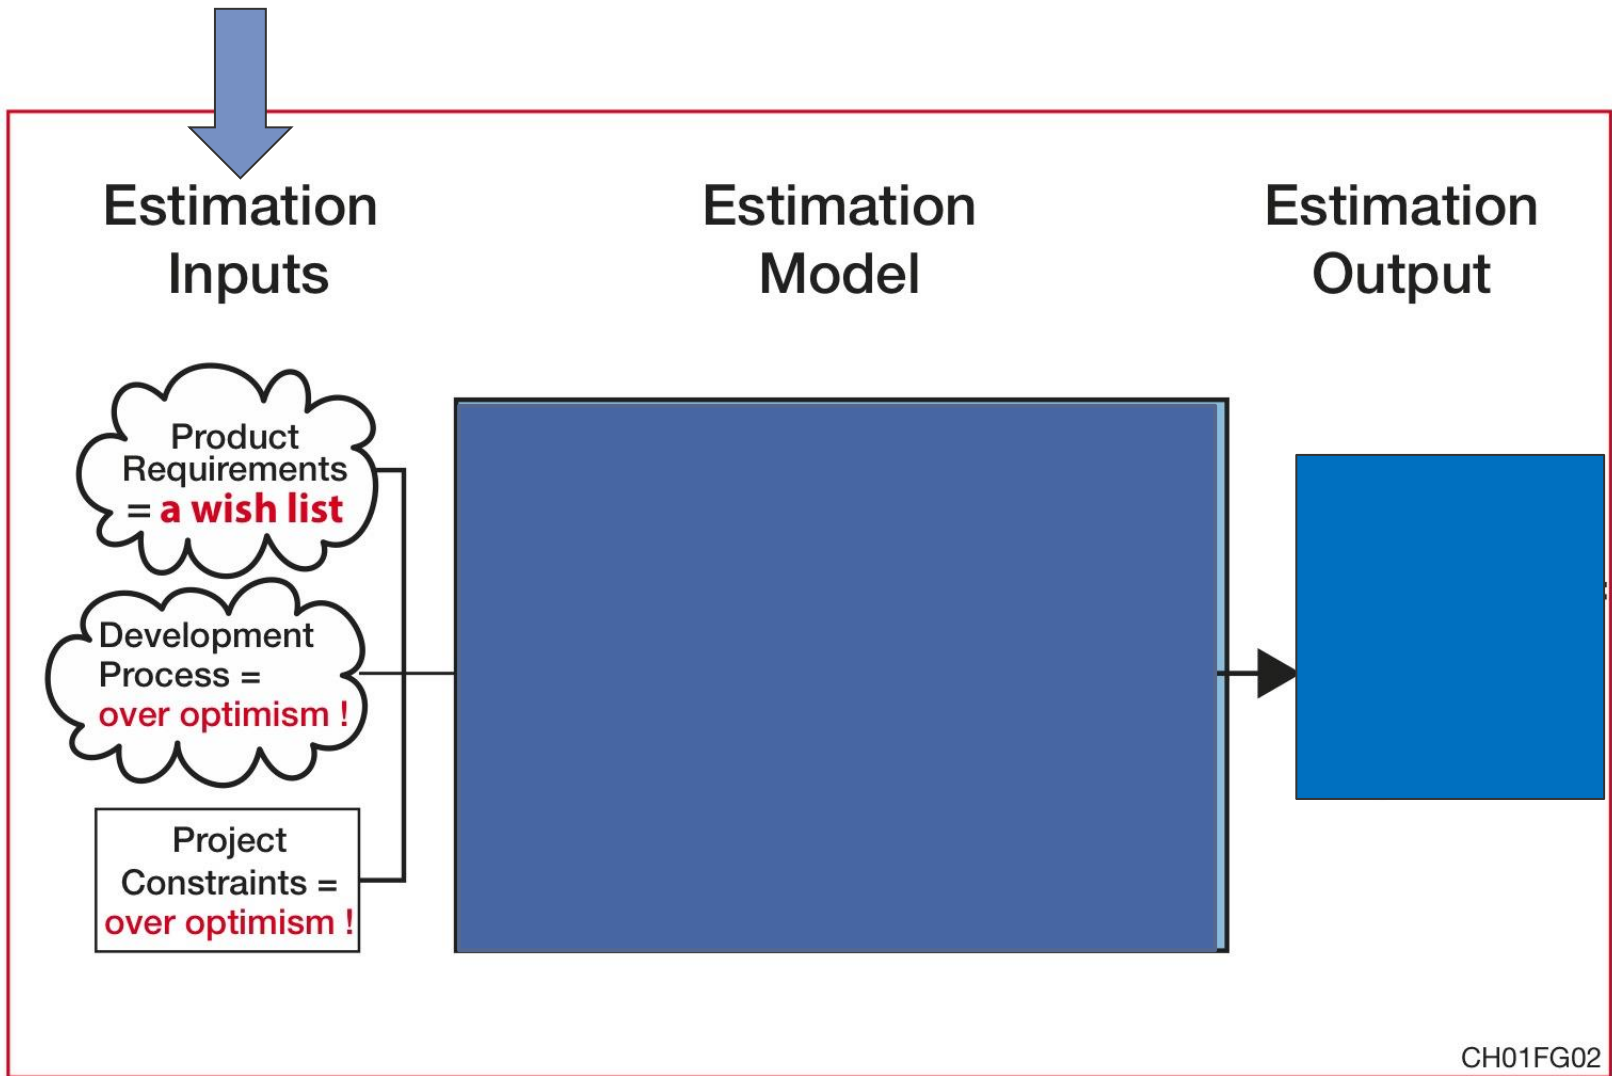 Estimation
Inputs
Estimation
Model
Estimation
Output
Product
Requirements
= a wish list
Development
Process =
over optimism !
Project
Constraints =
over optimism !
CH01FG02